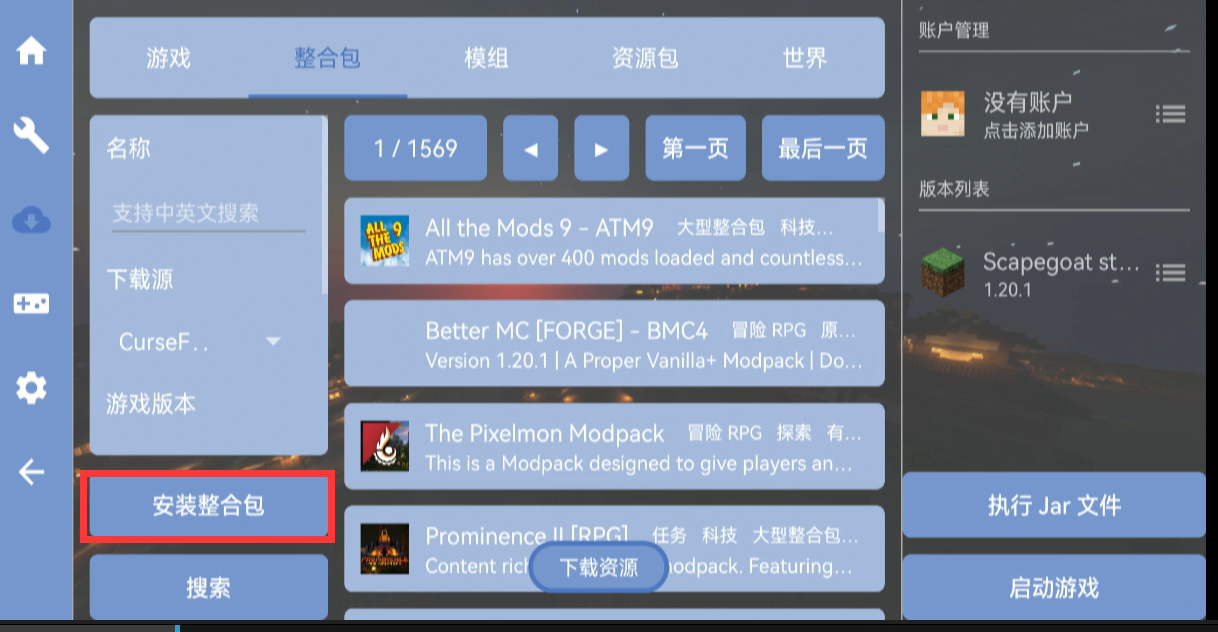 游戏
整合包
模组
资源包
世界
名称
支持中英文搜索
下载源
CurseF..
游戏版本
安装整合包
搜索
1 / 1569
◀
▶
第一页
最后一页
All the Mods 9 - ATM9 大型整合包 科技...
ATM9 has over 400 mods loaded and countless...
Better MC [FORGE] - BMC4 冒险 RPG 原...
Version 1.20.1 | A Proper Vanilla+ Modpack | Do...
The Pixelmon Modpack 冒险 RPG 探索 有...
This is a Modpack designed to give players an...
Prominence II [RPG] 任务 科技 大型整合包...
Content rich
odpack. Featuring...
下载资源
ALL THE MODS 9
账户管理
没有账户
点击添加账户
版本列表
Scapegoat st...
1.20.1
执行 Jar 文件
启动游戏